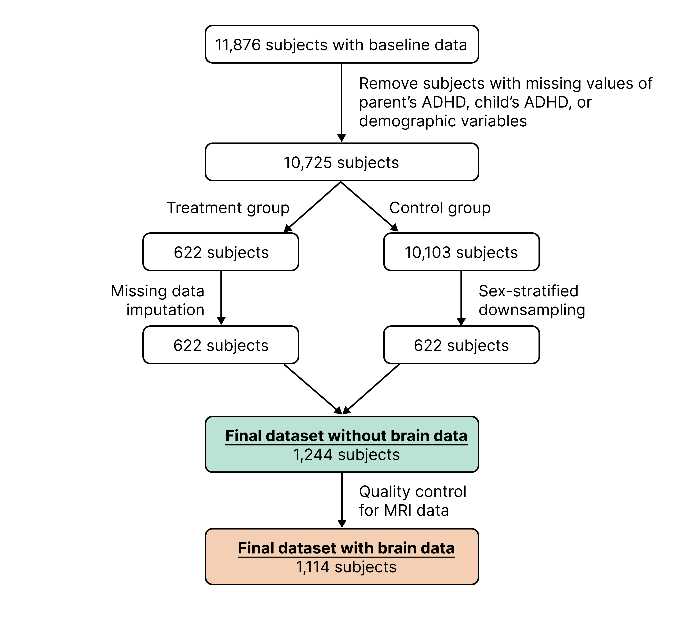 11,876 subjects with baseline data
Remove subjects with missing values of
parent's ADHD, child's ADHD, or
demographic variables
10,725 subjects
Treatment group
Control group
622 subjects
10,103 subjects
Missing data
imputation
Sex-stratified
downsampling
622 subjects
622 subjects
Final dataset without brain data
1,244 subjects
Quality control
for MRI data
Final dataset with brain data
1,114 subjects